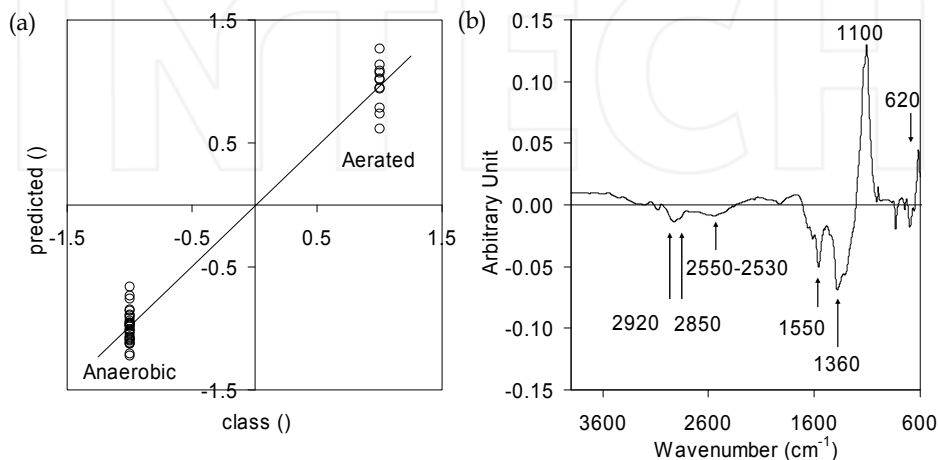 INTECH
(a)
1.5
0.5
Aerated
predicted ()
-1.5
-0.5
0.5
1.5
-0.5
Anaerobic
-1.5
class ()
(b)
1100
0.15
0.10
620
0.05
Arbitrary Unit
0.00
2550-2530
-0.05
2920
2850
1550
-0.10
1360
-0.15
3600
2600
1600
600
Wavenumber (cm⁻¹)